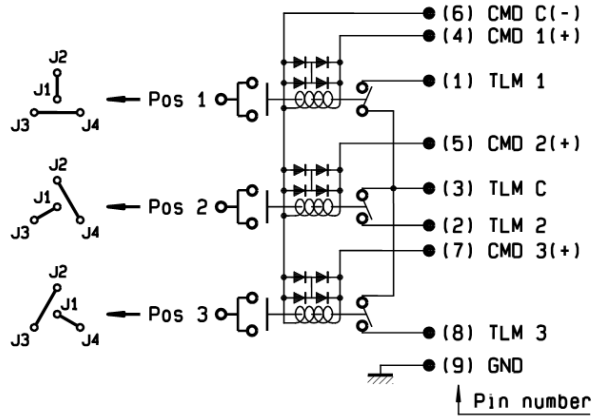 (6) CMD C(-)
(4) CMD 1(+)
J2
J1
J3 J4
Pos 1
(1) TLM 1
(5) CMD 2(+)
J2
J1
J3 J4
Pos 2
(3) TLM C
(2) TLM 2
(7) CMD 3(+)
J2
J1
J3 J4
Pos 3
(8) TLM 3
(9) GND
Pin number